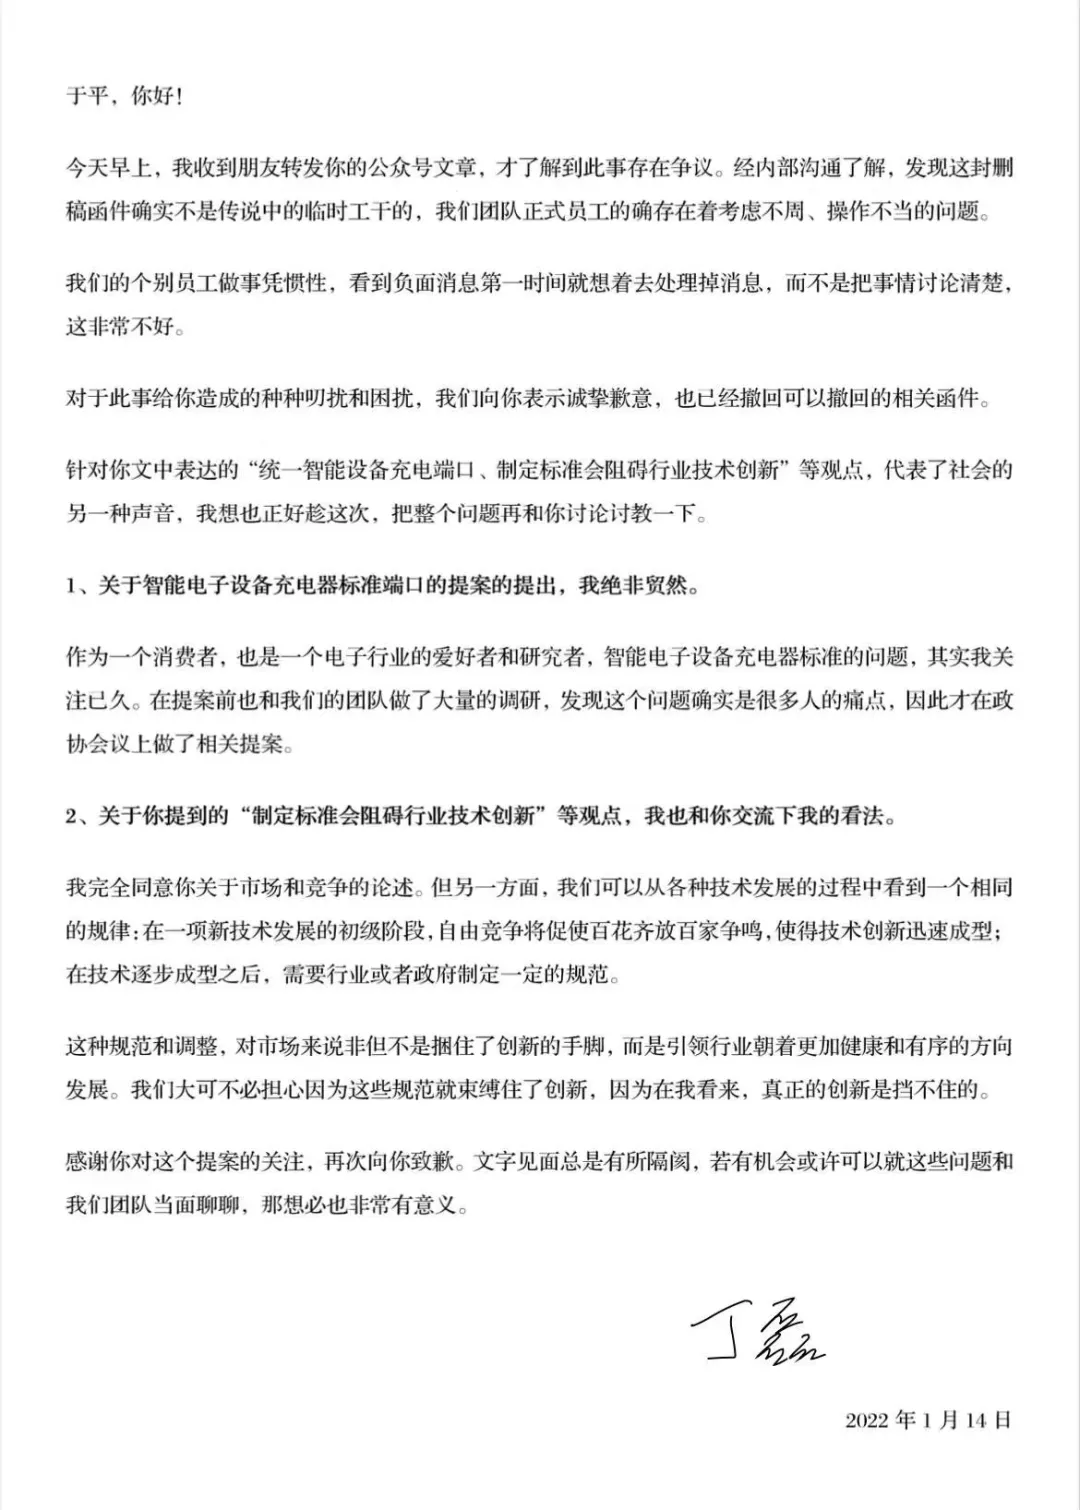 于平，你好！
今天早上，我收到朋友转发你的公众号文章，才了解到此事存在争议。经内部沟通了解，发现这封删
稿函件确实不是传说中的临时工干的，我们团队正式员工的确存在着考虑不周、操作不当的问题。
我们的个别员工做事凭惯性，看到负面消息第一时间就想着去处理掉消息，而不是把事情讨论清楚，
这非常不好。
对于此事给你造成的种种叨扰和困扰，我们向你表示诚挚歉意，也已经撤回可以撤回的相关函件。
针对你文中表达的“统一智能设备充电端口、制定标准会阻碍行业技术创新”等观点，代表了社会的
另一种声音，我想也正好趁这次，把整个问题再和你讨论讨教一下。
1、关于智能电子设备充电器标准端口的提案的提出，我绝非贸然。
作为一个消费者，也是一个电子行业的爱好者和研究者，智能电子设备充电器标准的问题，其实我关
注已久。在提案前也和我们的团队做了大量的调研，发现这个问题确实是很多人的痛点，因此才在政
协会议上做了相关提案。
2、关于你提到的“制定标准会阻碍行业技术创新”等观点，我也和你交流下我的看法。
我完全同意你关于市场和竞争的论述。但另一方面，我们可以从各种技术发展的过程中看到一个相同
的规律：在一项新技术发展的初级阶段，自由竞争将促使百花齐放百家争鸣，使得技术创新迅速成型；
在技术逐步成型之后，需要行业或者政府制定一定的规范。
这种规范和调整，对市场来说非但不是捆住了创新的手脚，而是引领行业朝着更加健康和有序的方向
发展。我们大可不必担心因为这些规范就束缚住了创新，因为在我看来，真正的创新是挡不住的。
感谢你对这个提案的关注，再次向你致歉。文字见面总是有所隔阂，若有机会或许可以就这些问题和
我们团队当面聊聊，那想必也非常有意义。
丁磊
2022 年 1 月 14 日